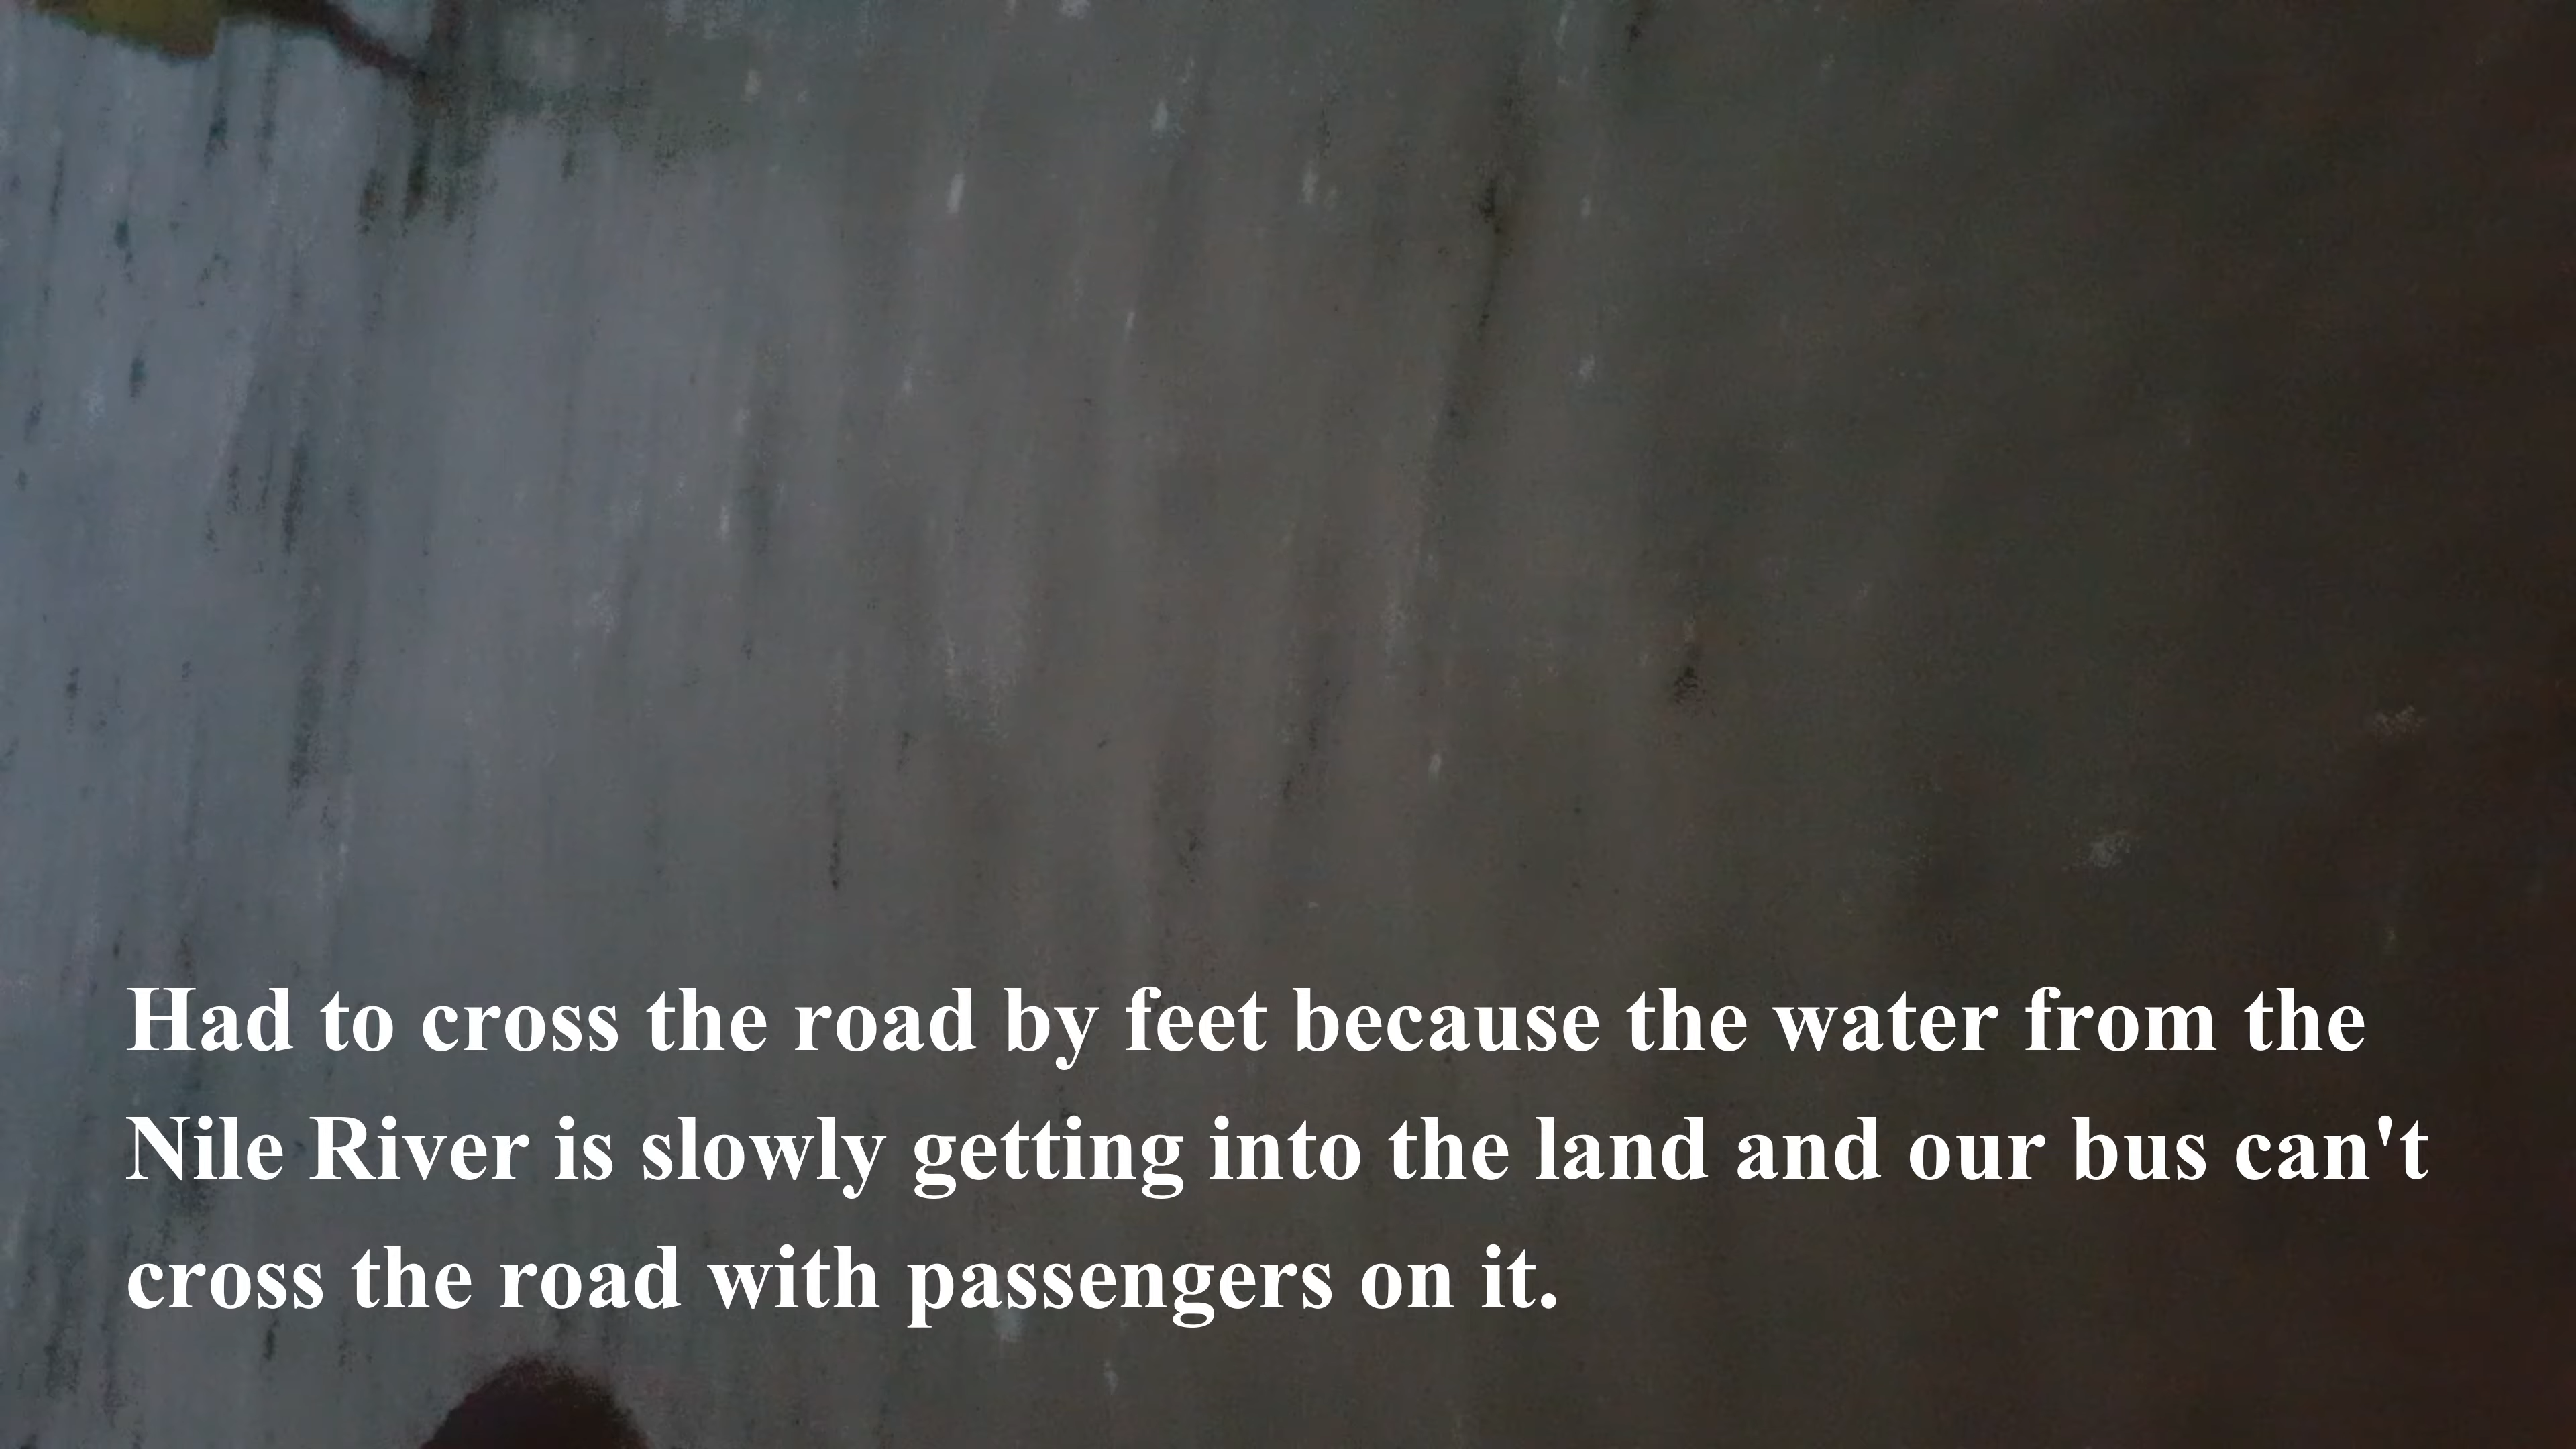 Had to cross the road by feet because the water from the
Nile River is slowly getting into the land and our bus can't
cross the road with passengers on it.